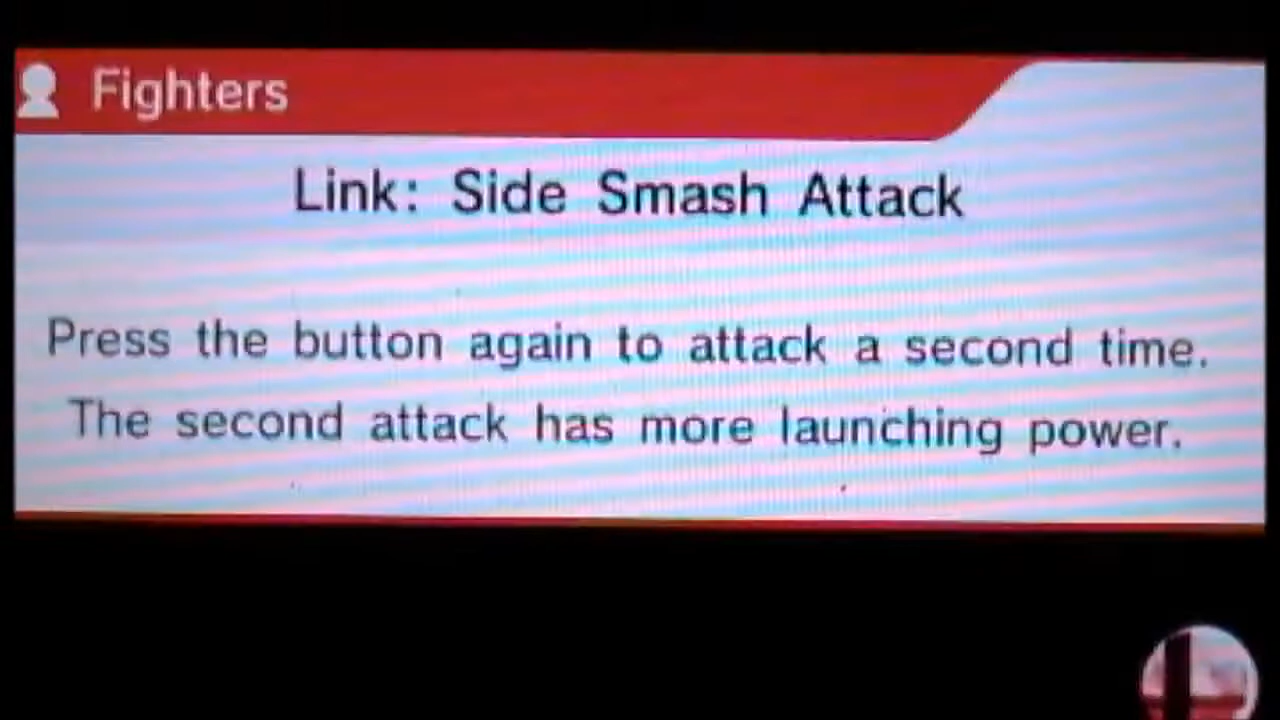 Fighters
Link: Side Smash Attack
Press the button again to attack a second time.
The second attack has more launching power.